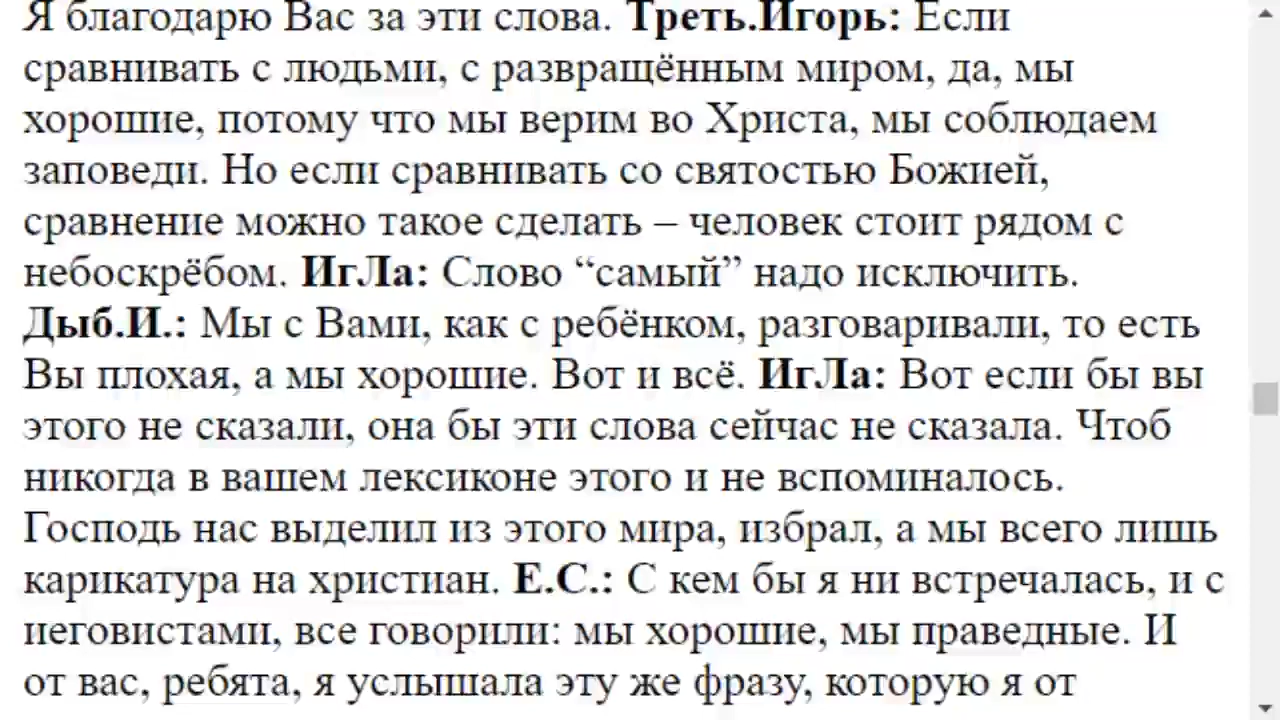 Я благодарю Вас за эти слова. Треть.Игорь: Если
сравнивать с людьми, с развращённым миром, да, мы
хорошие, потому что мы верим во Христа, мы соблюдаем
заповеди. Но если сравнивать со святостью Божией,
сравнение можно такое сделать – человек стоит рядом с
небоскрёбом. ИгЛа: Слово “самый” надо исключить.
Дыб.И.: Мы с Вами, как с ребёнком, разговаривали, то есть
Вы плохая, а мы хорошие. Вот и всё. ИгЛа: Вот если бы вы
этого не сказали, она бы эти слова сейчас не сказала. Чтоб
никогда в вашем лексиконе этого и не вспоминалось.
Господь нас выделил из этого мира, избрал, а мы всего лишь
карикатура на христиан. Е.С.: С кем бы я ни встречалась, и с
иеговистами, все говорили: мы хорошие, мы праведные. И
от вас, ребята, я услышала эту же фразу, которую я от